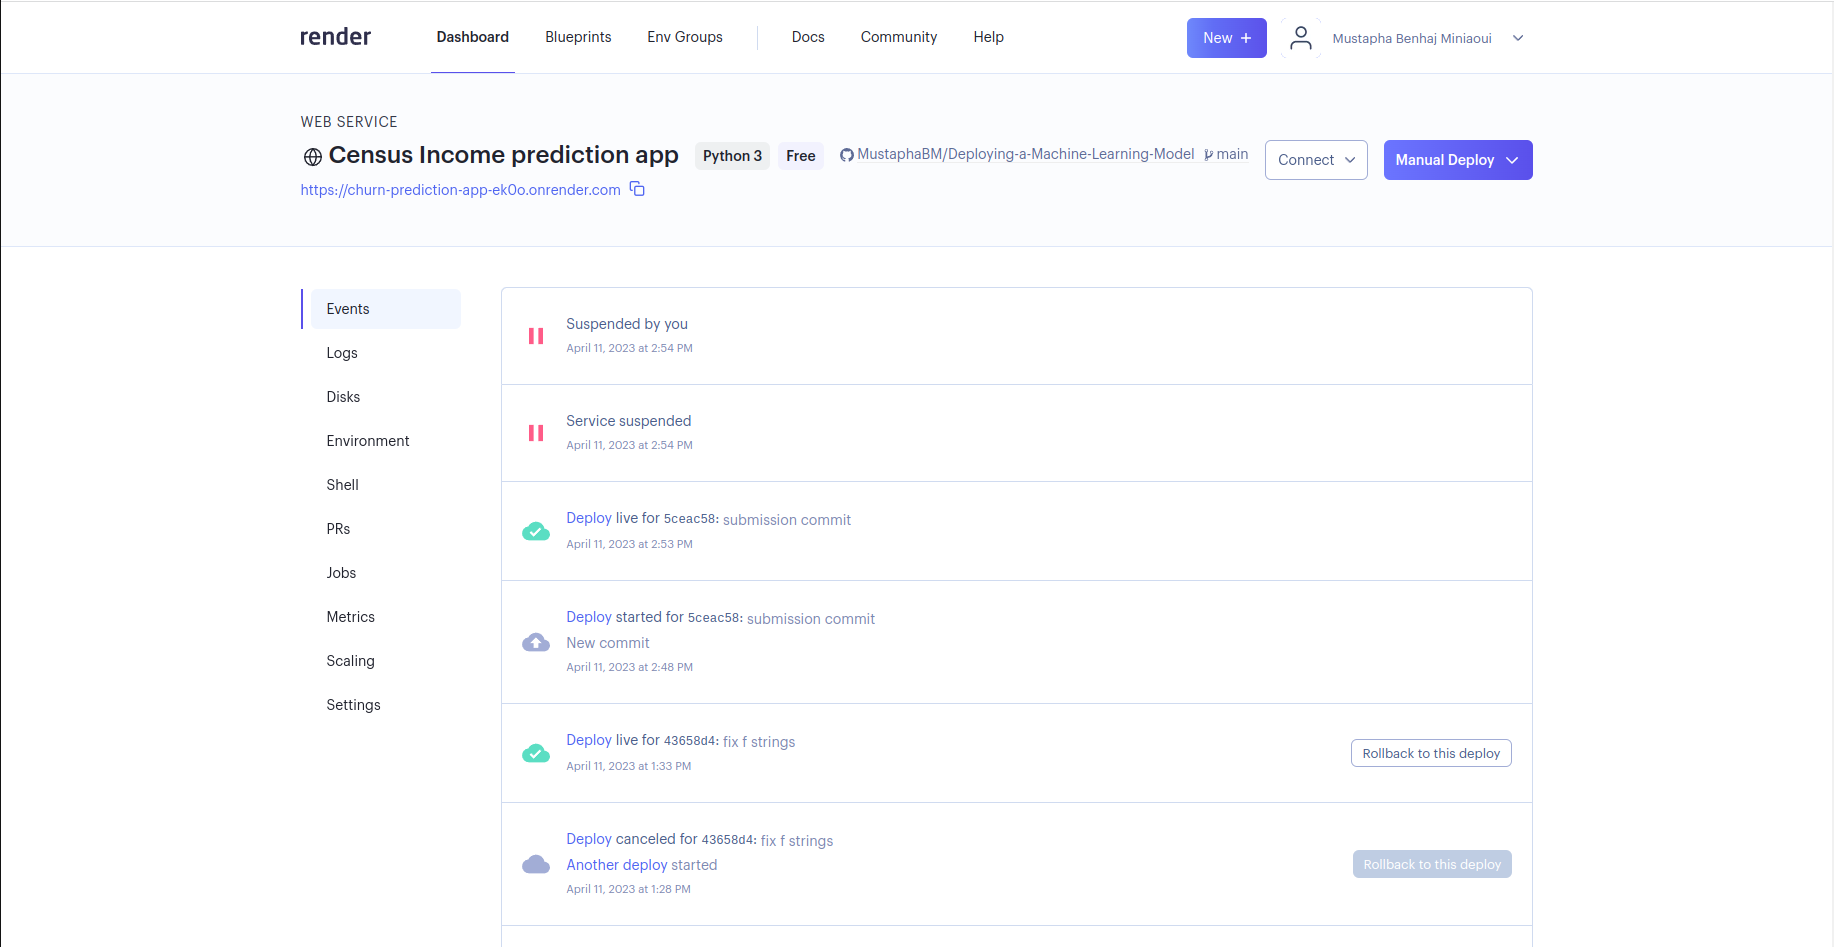 render Dashboard Blueprints Env Groups Docs Community Help New + Mustapha Benhaj Miniaoui
WEB SERVICE
Census Income prediction app Python 3 Free MustaphaBM/Deploying-a-Machine-Learning-Model main Connect Manual Deploy
https://churn-prediction-app-ek0o.onrender.com
Events
Logs
Disks
Environment
Shell
PRs
Jobs
Metrics
Scaling
Settings
Suspended by you
April 11, 2023 at 2:54 PM
Service suspended
April 11, 2023 at 2:54 PM
Deploy live for 5ceac58: submission commit
April 11, 2023 at 2:53 PM
Deploy started for 5ceac58: submission commit
New commit
April 11, 2023 at 2:48 PM
Deploy live for 43658d4: fix f strings
April 11, 2023 at 1:33 PM
Rollback to this deploy
Deploy canceled for 43658d4: fix f strings
Another deploy started
April 11, 2023 at 1:28 PM
Rollback to this deploy